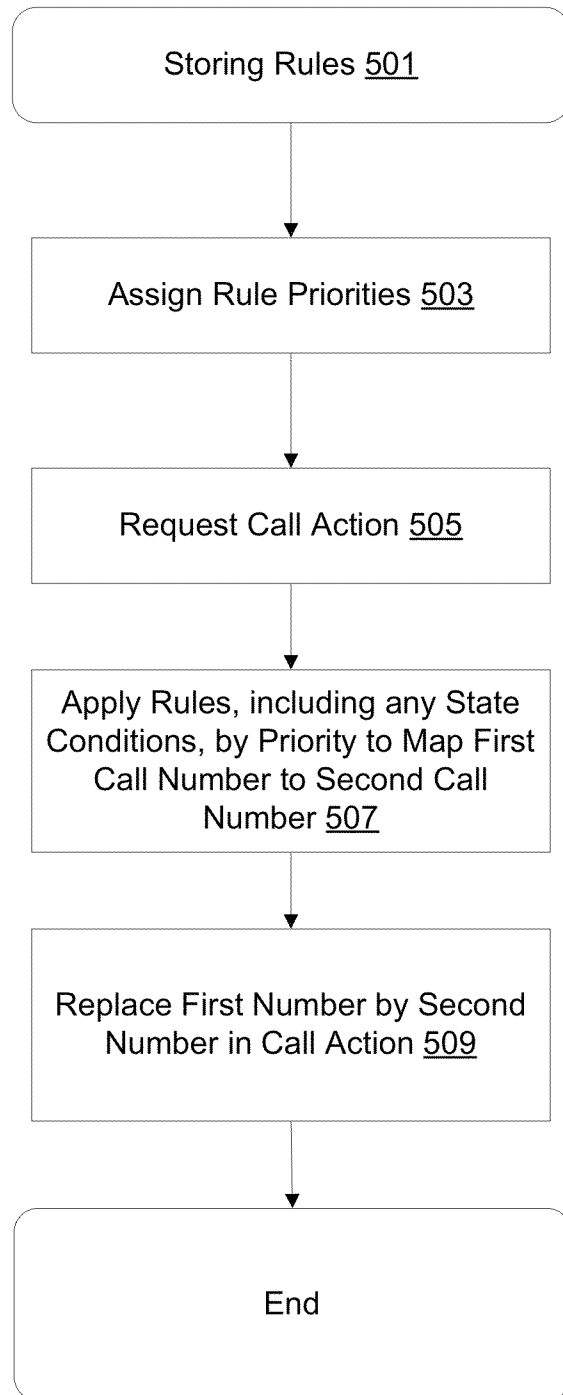 Storing Rules 501
Assign Rule Priorities 503
Request Call Action 505
Apply Rules, including any State
Conditions, by Priority to Map First
Call Number to Second Call
Number 507
Replace First Number by Second
Number in Call Action 509
End